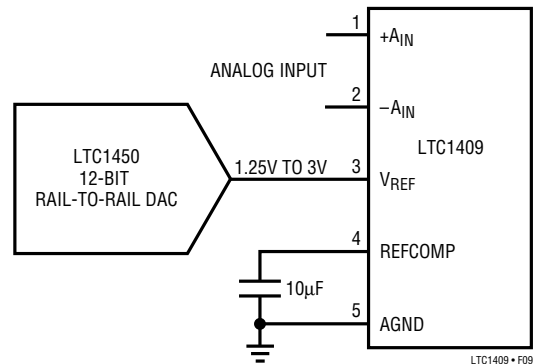 1
+AIN
ANALOG INPUT
2
–AIN
LTC1409
LTC1450
12-BIT
RAIL-TO-RAIL DAC
1.25V TO 3V
3
VREF
4
REFCOMP
10µF
5
AGND
LTC1409 • F09